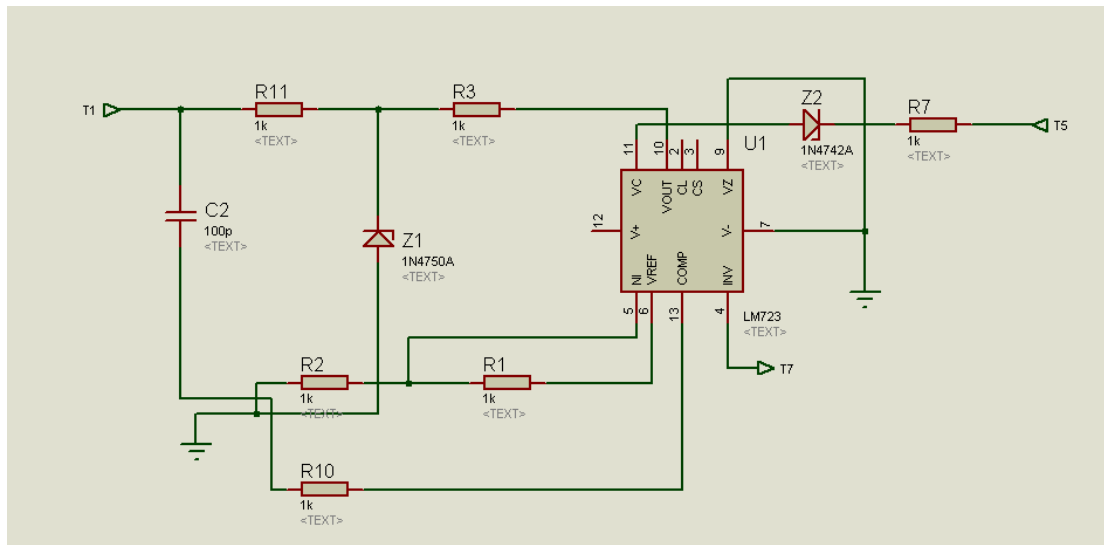 T1
R11
1k
<TEXT>
R3
1k
<TEXT>
Z2
1N4742A
<TEXT>
R7
1k
<TEXT>
T5
U1
11
10
2
3
9
VC
VOUT
CL
CS
VZ
12
V+
V-
7
NI
VREF
COMP
INV
5
6
13
4
LM723
<TEXT>
T7
C2
100p
<TEXT>
Z1
1N4750A
<TEXT>
R2
1k
<TEXT>
R1
1k
<TEXT>
R10
1k
<TEXT>